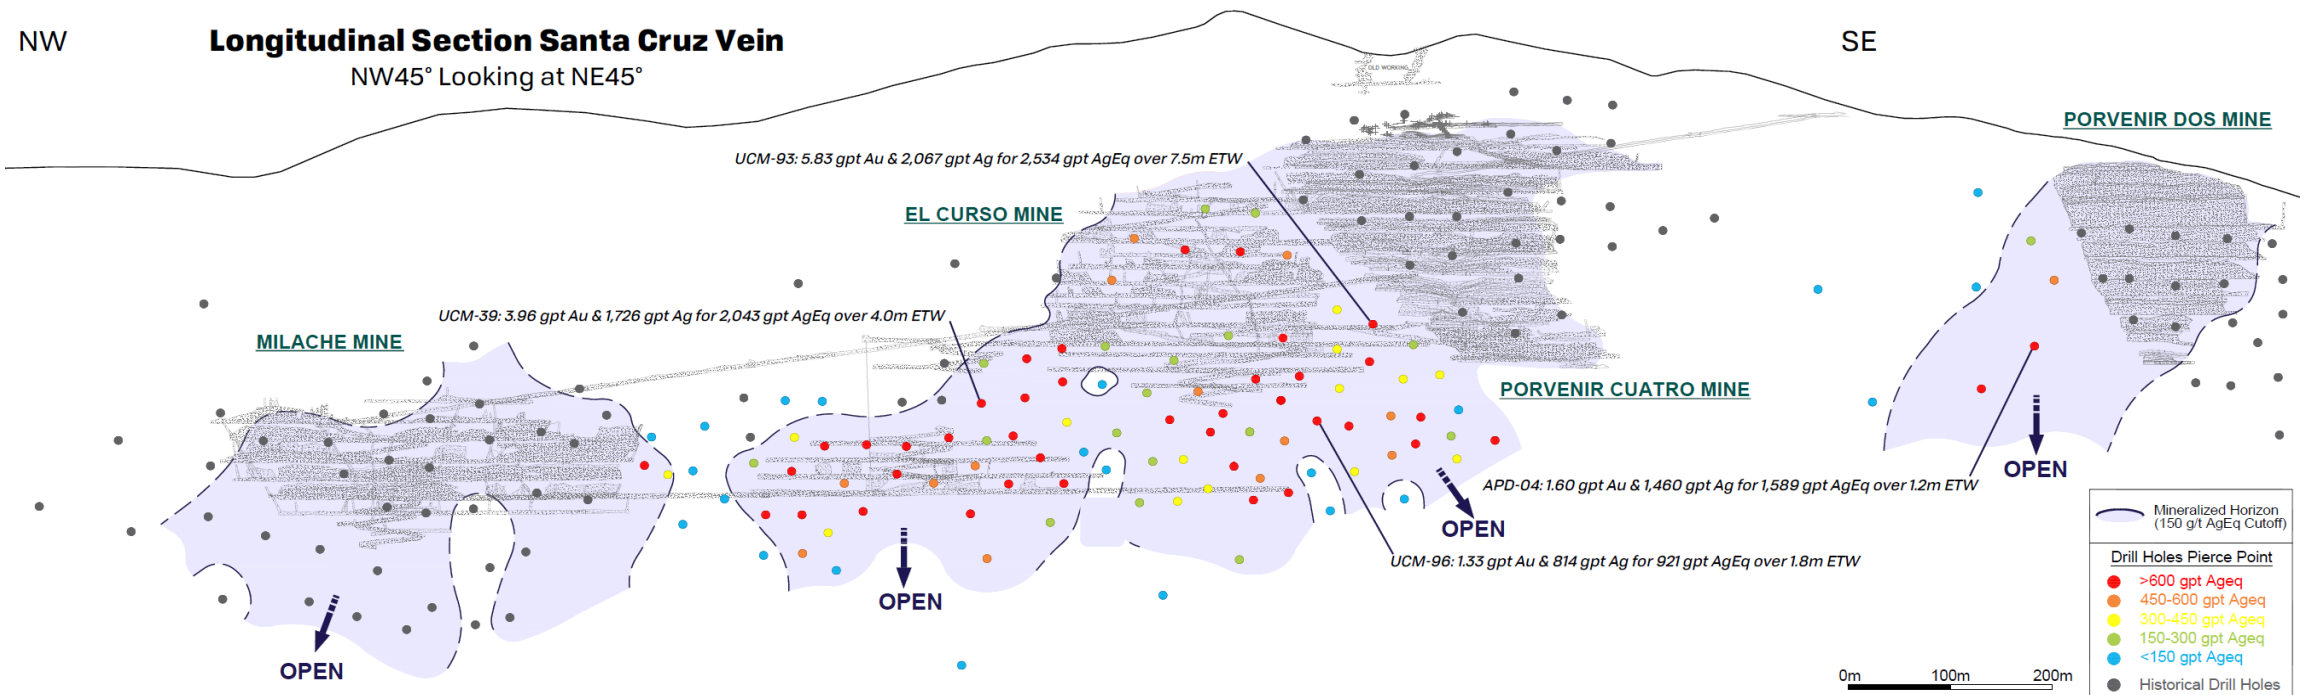 NW
Longitudinal Section Santa Cruz Vein
NW45° Looking at NE45°
SE
OLD WORKING
PORVENIR DOS MINE
UCM-93: 5.83 gpt Au & 2,067 gpt Ag for 2,534 gpt AgEq over 7.5m ETW
EL CURSO MINE
UCM-39: 3.96 gpt Au & 1,726 gpt Ag for 2,043 gpt AgEq over 4.0m ETW
MILACHE MINE
PORVENIR CUATRO MINE
OPEN
APD-04: 1.60 gpt Au & 1,460 gpt Ag for 1,589 gpt AgEq over 1.2m ETW
OPEN
UCM-96: 1.33 gpt Au & 814 gpt Ag for 921 gpt AgEq over 1.8m ETW
OPEN
OPEN
Mineralized Horizon
(150 g/t AgEq Cutoff)
Drill Holes Pierce Point
>600 gpt Ageq
450-600 gpt Ageq
300-450 gpt Ageq
150-300 gpt Ageq
<150 gpt Ageq
Historical Drill Holes
0m 100m 200m